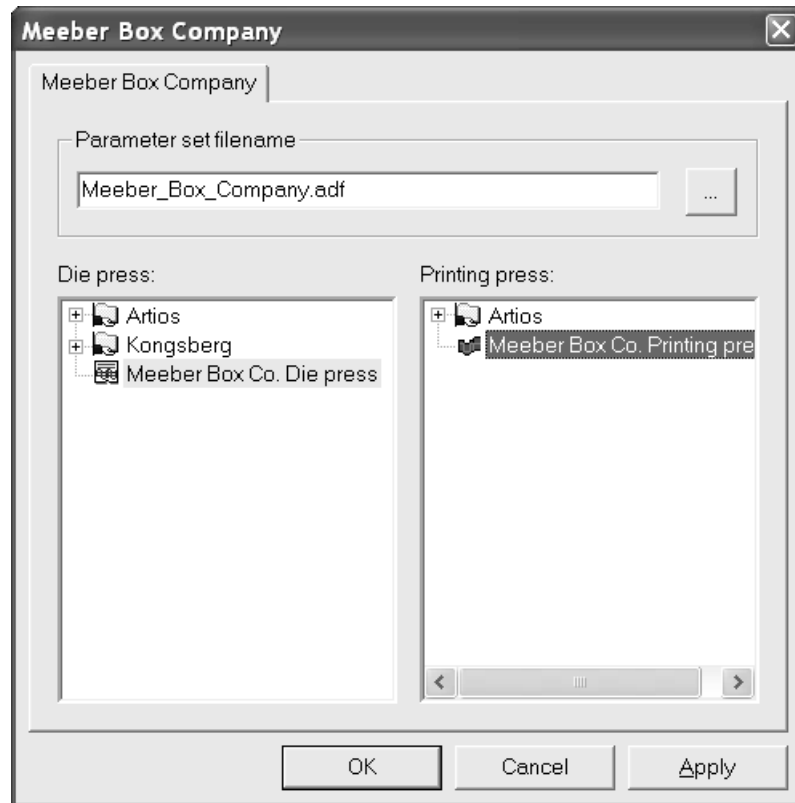 Meeber Box Company
Meeber Box Company
Parameter set filename
Meeber_Box_Company.adf
...
Die press:
Artios
Kongsberg
Meeber Box Co. Die press
Printing press:
Artios
Meeber Box Co. Printing pre
OK
Cancel
Apply